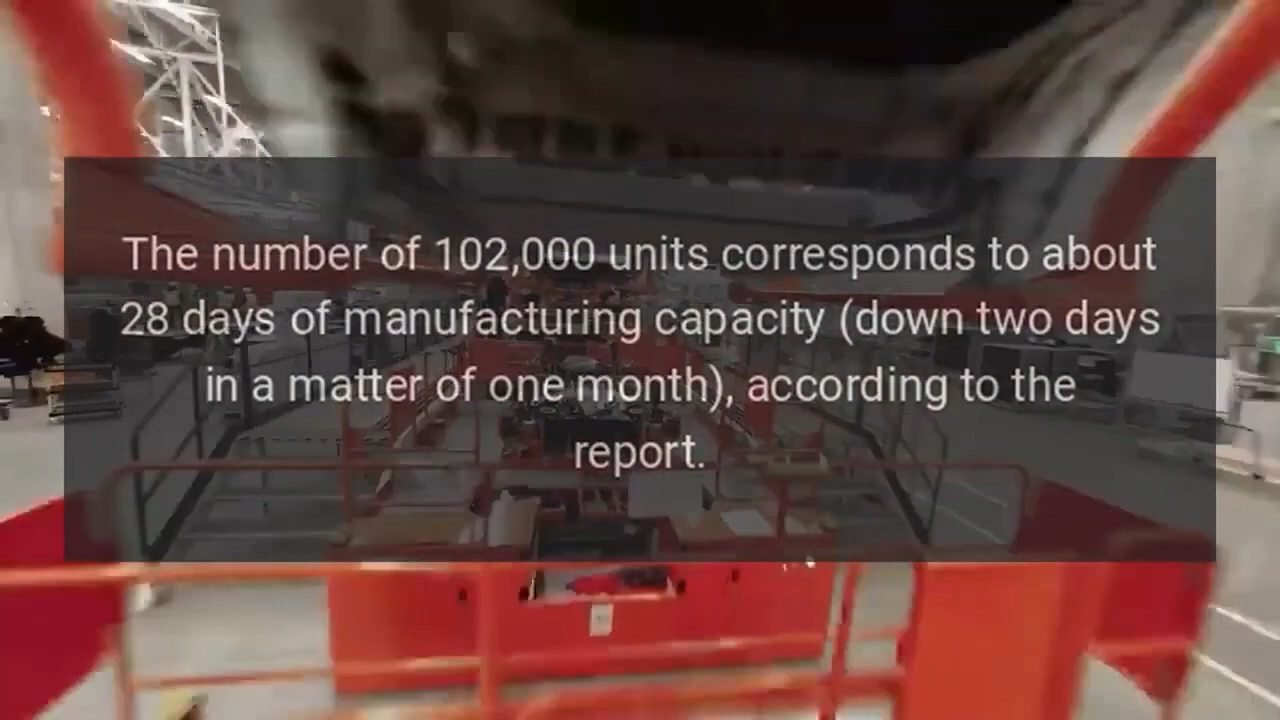 The number of 102,000 units corresponds to about
28 days of manufacturing capacity (down two days
in a matter of one month), according to the
report.